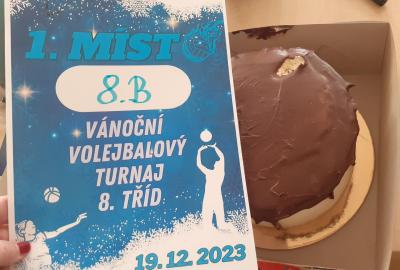 1. MÍSTO
8.B
VÁNOČNÍ
VOLEJBALOVÝ
TURNAJ
8. TŘÍD
19.12.2023